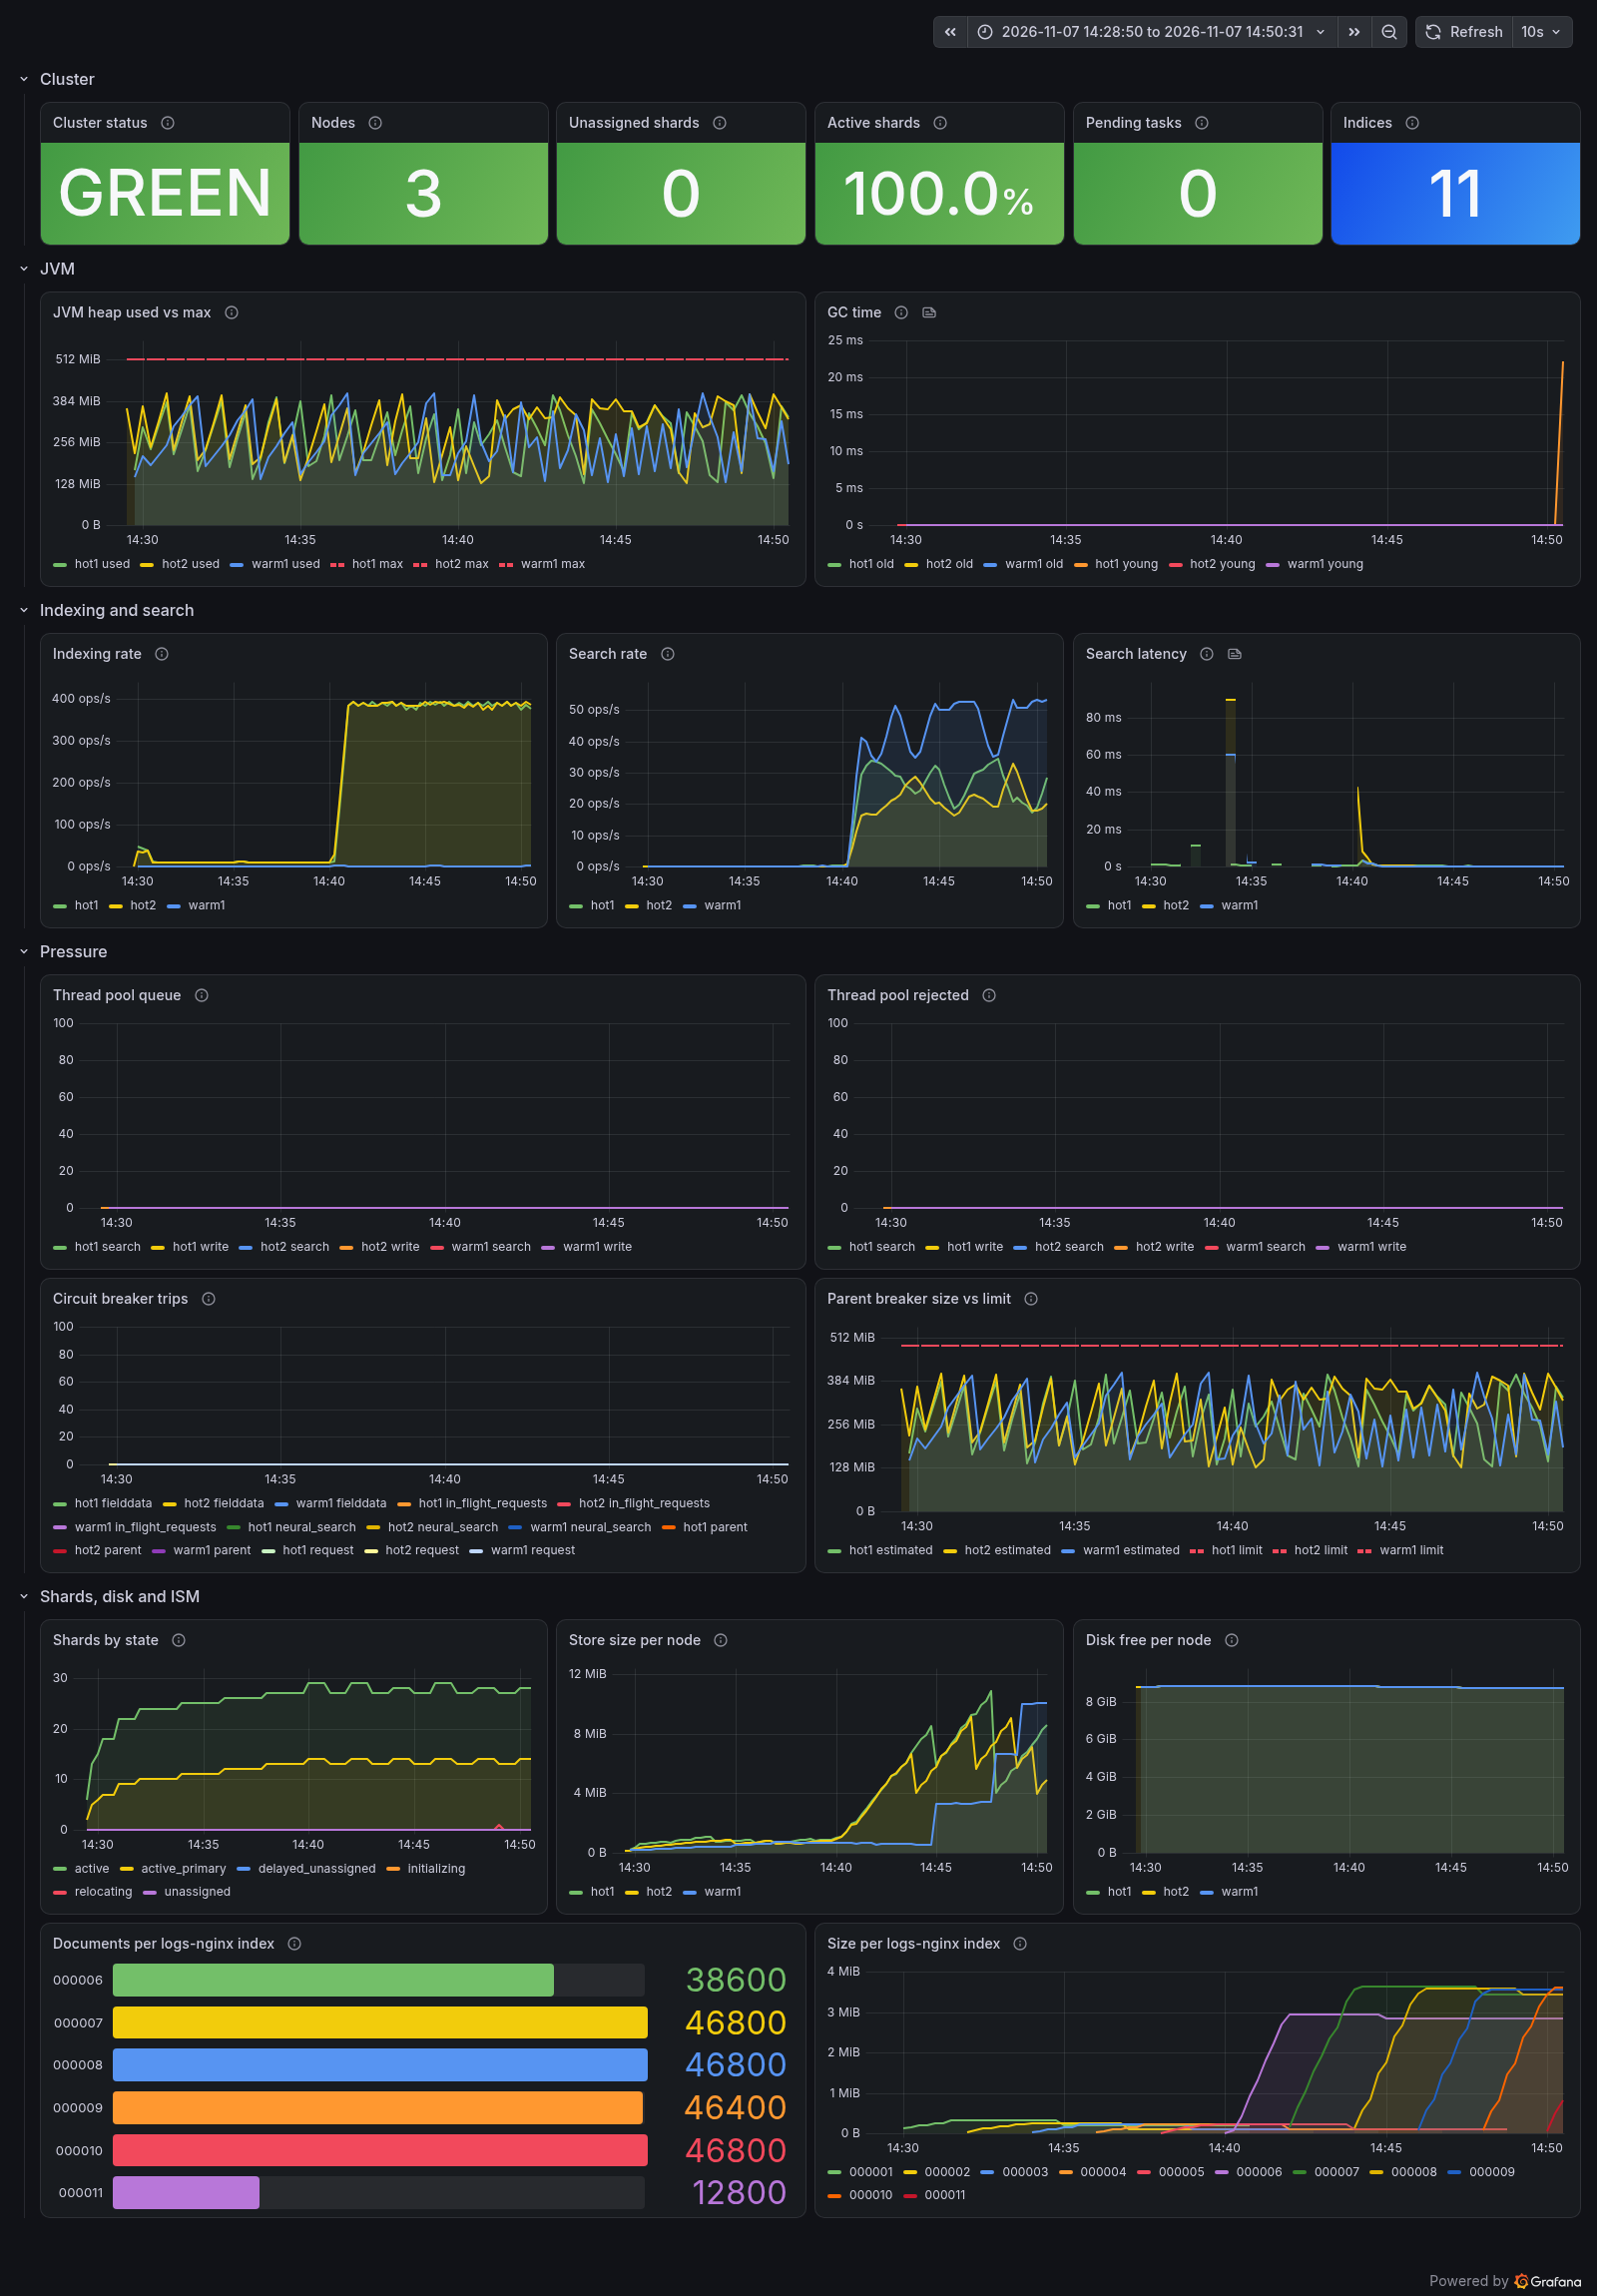 2026-11-07 14:28:50 to 2026-11-07 14:50:31 Refresh 10s
Cluster
Cluster status Nodes Unassigned shards Active shards Pending tasks Indices
GREEN 3 0 100.0% 0 11
JVM
JVM heap used vs max
512 MiB
384 MiB
256 MiB
128 MiB
0 B
14:30 14:35 14:40 14:45 14:50
hot1 used hot2 used warm1 used hot1 max hot2 max warm1 max
GC time
25 ms
20 ms
15 ms
10 ms
5 ms
0 s
14:30 14:35 14:40 14:45 14:50
hot1 old hot2 old warm1 old hot1 young hot2 young warm1 young
Indexing and search
Indexing rate
400 ops/s
300 ops/s
200 ops/s
100 ops/s
0 ops/s
14:30 14:35 14:40 14:45 14:50
hot1 hot2 warm1
Search rate
50 ops/s
40 ops/s
30 ops/s
20 ops/s
10 ops/s
0 ops/s
14:30 14:35 14:40 14:45 14:50
hot1 hot2 warm1
Search latency
80 ms
60 ms
40 ms
20 ms
0 s
14:30 14:35 14:40 14:45 14:50
hot1 hot2 warm1
Pressure
Thread pool queue
100
80
60
40
20
0
14:30 14:35 14:40 14:45 14:50
hot1 search hot1 write hot2 search hot2 write warm1 search warm1 write
Thread pool rejected
100
80
60
40
20
0
14:30 14:35 14:40 14:45 14:50
hot1 search hot1 write hot2 search hot2 write warm1 search warm1 write
Circuit breaker trips
100
80
60
40
20
0
14:30 14:35 14:40 14:45 14:50
hot1 fielddata hot2 fielddata warm1 fielddata hot1 in_flight_requests hot2 in_flight_requests
warm1 in_flight_requests hot1 neural_search hot2 neural_search warm1 neural_search hot1 parent
hot2 parent warm1 parent hot1 request hot2 request warm1 request
Parent breaker size vs limit
512 MiB
384 MiB
256 MiB
128 MiB
0 B
14:30 14:35 14:40 14:45 14:50
hot1 estimated hot2 estimated warm1 estimated hot1 limit hot2 limit warm1 limit
Shards, disk and ISM
Shards by state
30
20
10
0
14:30 14:35 14:40 14:45 14:50
active active_primary delayed_unassigned initializing
relocating unassigned
Store size per node
12 MiB
8 MiB
4 MiB
0 B
14:30 14:35 14:40 14:45 14:50
hot1 hot2 warm1
Disk free per node
8 GiB
6 GiB
4 GiB
2 GiB
0 B
14:30 14:35 14:40 14:45 14:50
hot1 hot2 warm1
Documents per logs-nginx index
000006 38600
000007 46800
000008 46800
000009 46400
000010 46800
000011 12800
Size per logs-nginx index
4 MiB
3 MiB
2 MiB
1 MiB
0 B
14:30 14:35 14:40 14:45 14:50
000001 000002 000003 000004 000005 000006 000007 000008 000009
000010 000011
Powered by Grafana